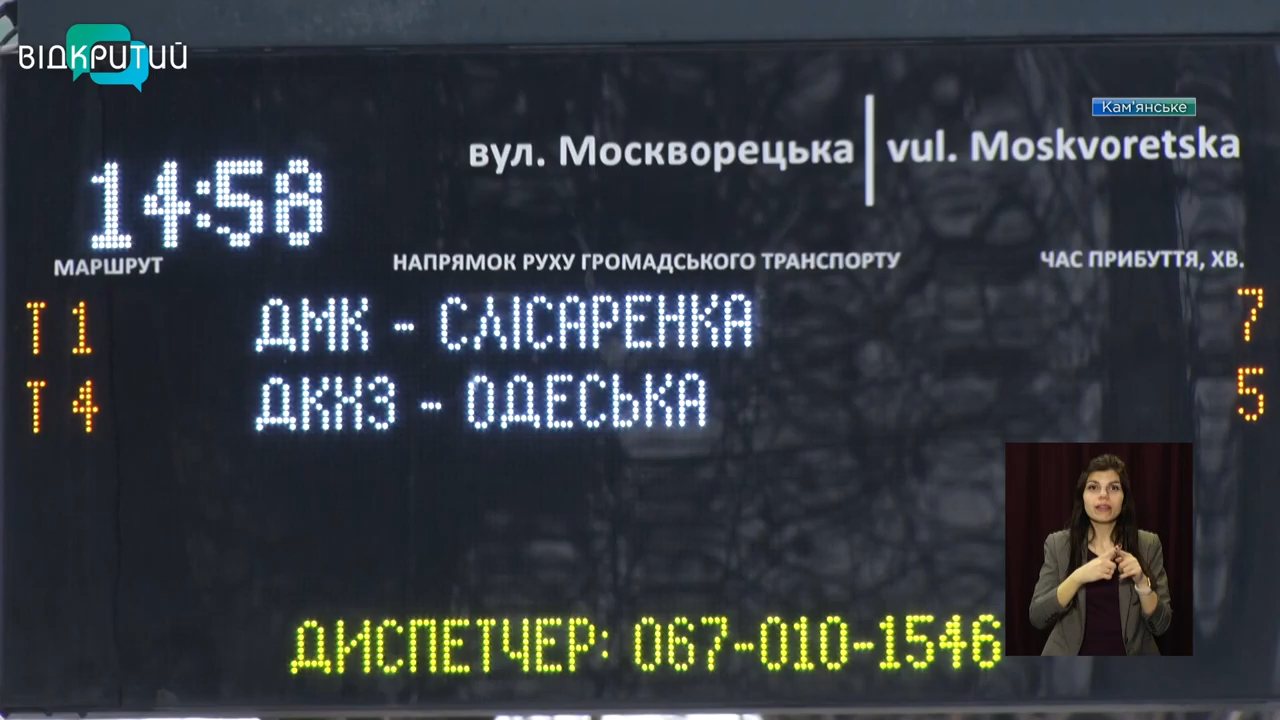 ВІДКРИТИЙ
Кам'янське
вул. Москворецька | vul. Moskvoretska
14:58
МАРШРУТ НАПРЯМОК РУХУ ГРОМАДСЬКОГО ТРАНСПОРТУ ЧАС ПРИБУТТЯ, ХВ.
Т 1 ДМК - СЛІСАРЕНКА 7
Т 4 ДКНЗ - ОДЕСЬКА 5
ДИСПЕТЧЕР: 067-010-1546